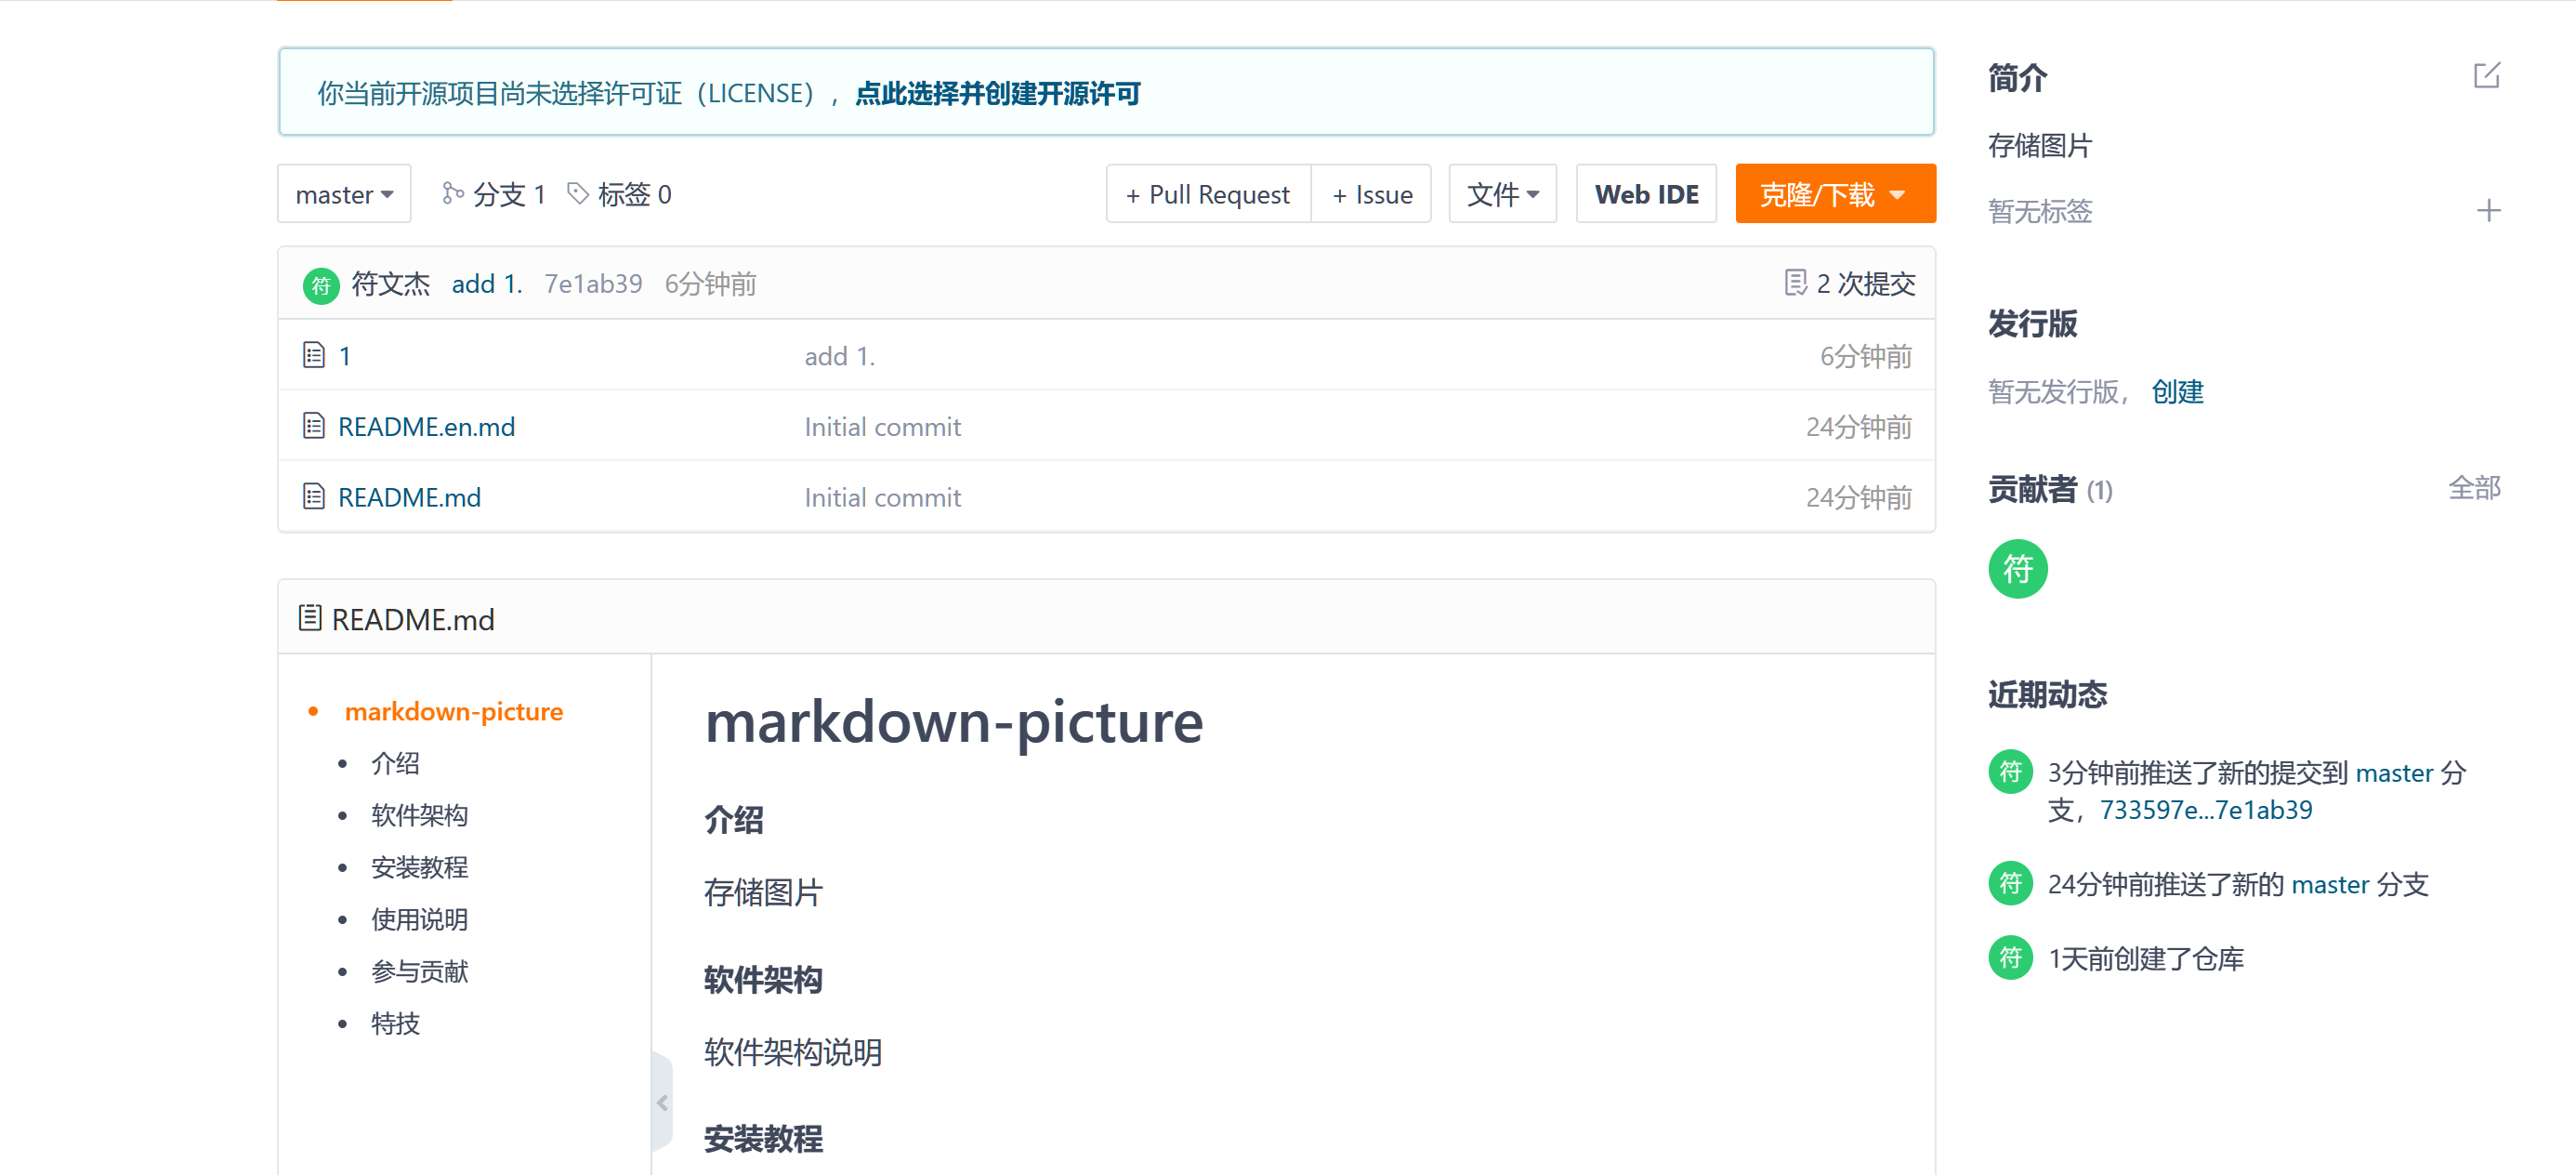 你当前开源项目尚未选择许可证（LICENSE），点此选择并创建开源许可
master 分支 1 标签 0 + Pull Request + Issue 文件 Web IDE 克隆/下载
符 符文杰 add 1. 7e1ab39 6分钟前 2 次提交
1 add 1. 6分钟前
README.en.md Initial commit 24分钟前
README.md Initial commit 24分钟前
README.md
markdown-picture
介绍
软件架构
安装教程
使用说明
参与贡献
特技
markdown-picture
介绍
存储图片
软件架构
软件架构说明
安装教程
简介
存储图片
暂无标签
发行版
暂无发行版，创建
贡献者 (1) 全部
符
近期动态
符 3分钟前推送了新的提交到 master 分
支，733597e...7e1ab39
符 24分钟前推送了新的 master 分支
符 1天前创建了仓库